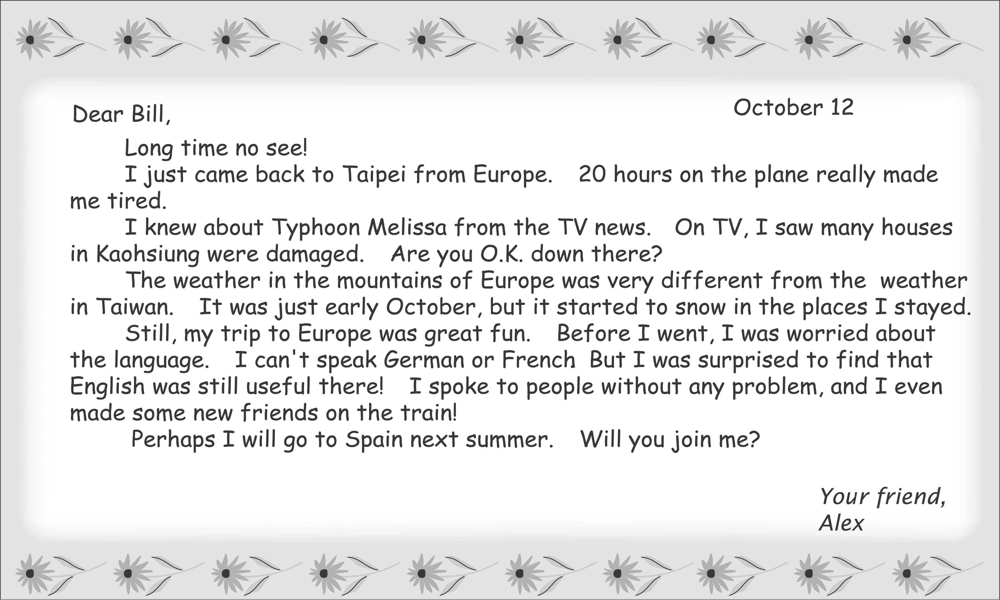 October 12
Dear Bill,
Long time no see!
I just came back to Taipei from Europe. 20 hours on the plane really made
me tired.
I knew about Typhoon Melissa from the TV news. On TV, I saw many houses
in Kaohsiung were damaged. Are you O.K. down there?
The weather in the mountains of Europe was very different from the weather
in Taiwan. It was just early October, but it started to snow in the places I stayed.
Still, my trip to Europe was great fun. Before I went, I was worried about
the language. I can't speak German or French. But I was surprised to find that
English was still useful there! I spoke to people without any problem, and I even
made some new friends on the train!
Perhaps I will go to Spain next summer. Will you join me?
Your friend,
Alex